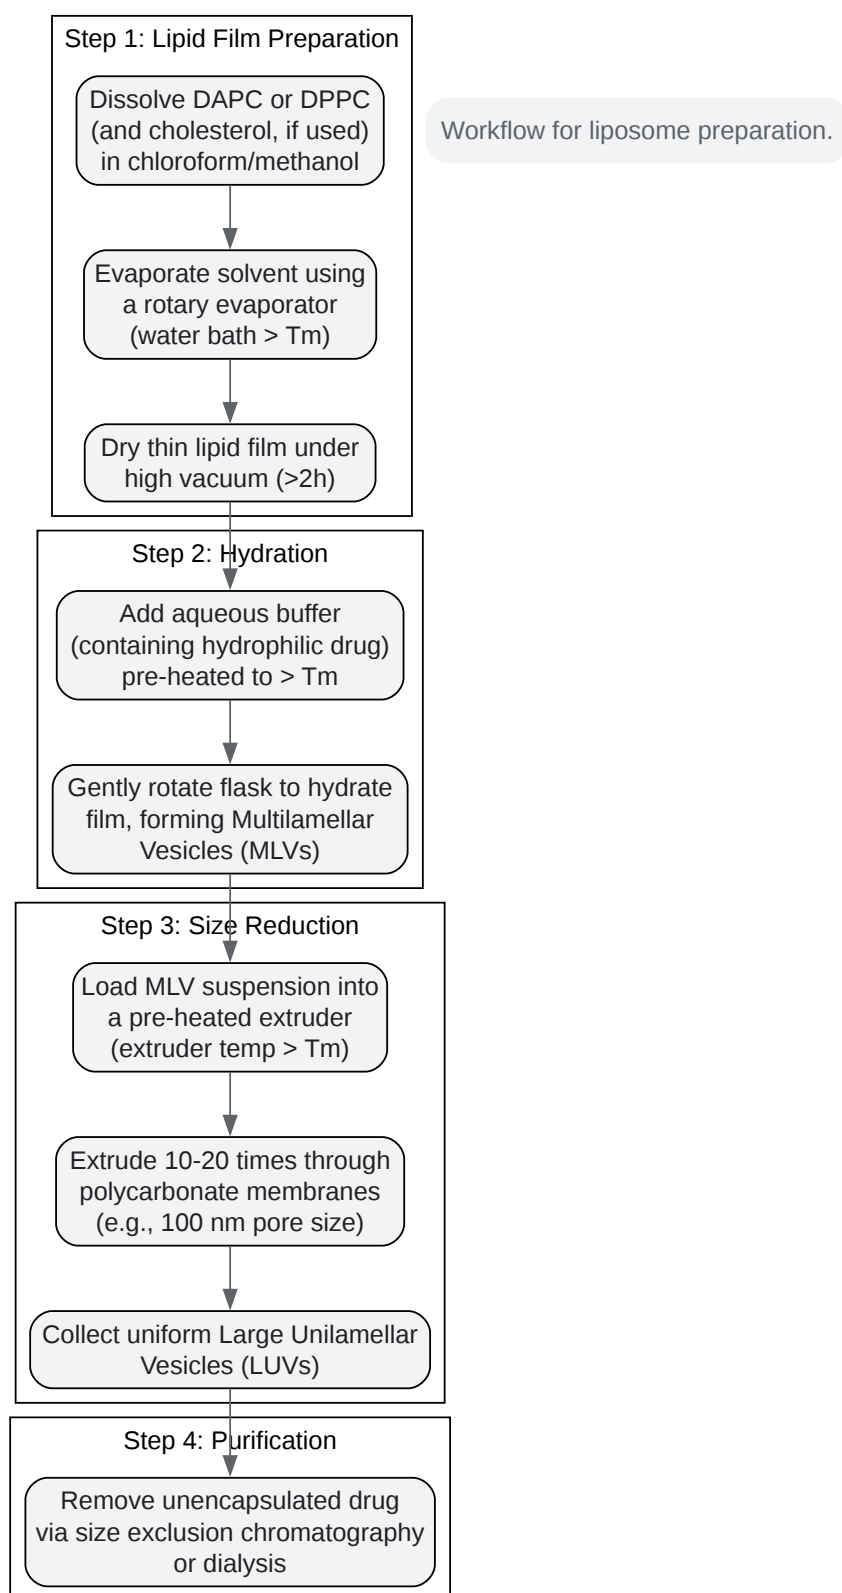 Step 1: Lipid Film Preparation
Dissolve DAPC or DPPC
(and cholesterol, if used)
in chloroform/methanol
Workflow for liposome preparation.
Evaporate solvent using
a rotary evaporator
(water bath > Tm)
Dry thin lipid film under
high vacuum (>2h)
Step 2: Hydration
Add aqueous buffer
(containing hydrophilic drug)
pre-heated to > Tm
Gently rotate flask to hydrate
film, forming Multilamellar
Vesicles (MLVs)
Step 3: Size Reduction
Load MLV suspension into
a pre-heated extruder
(extruder temp > Tm)
Extrude 10-20 times through
polycarbonate membranes
(e.g., 100 nm pore size)
Collect uniform Large Unilamellar
Vesicles (LUVs)
Step 4: Purification
Remove unencapsulated drug
via size exclusion chromatography
or dialysis